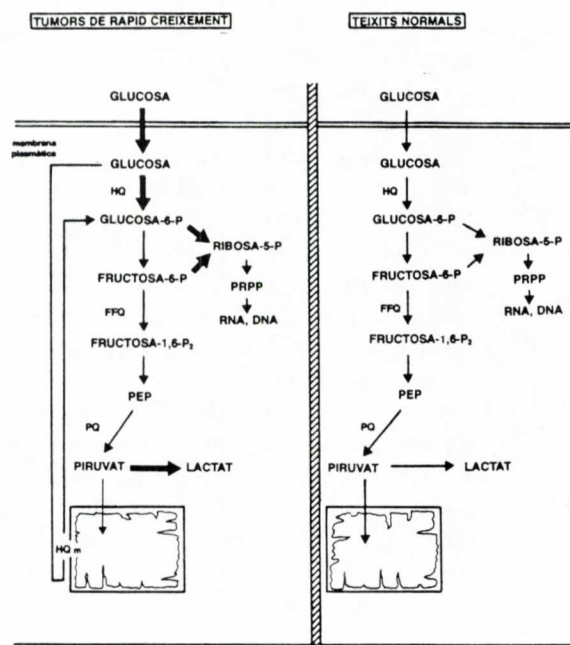 TUMORS DE RAPID CREIXEMENT
GLUCOSA
membrana
plasmàtica
GLUCOSA
HQ
GLUCOSA-6-P
RIBOSA-5-P
FRUCTOSA-6-P
PRPP
FFQ
RNA, DNA
FRUCTOSA-1,6-P₂
PEP
PQ
PIRUVAT
LACTAT
HQ m
TEIXITS NORMALS
GLUCOSA
GLUCOSA
HQ
GLUCOSA-6-P
RIBOSA-5-P
FRUCTOSA-6-P
PRPP
FFQ
RNA, DNA
FRUCTOSA-1,6-P₂
PEP
PQ
PIRUVAT
LACTAT